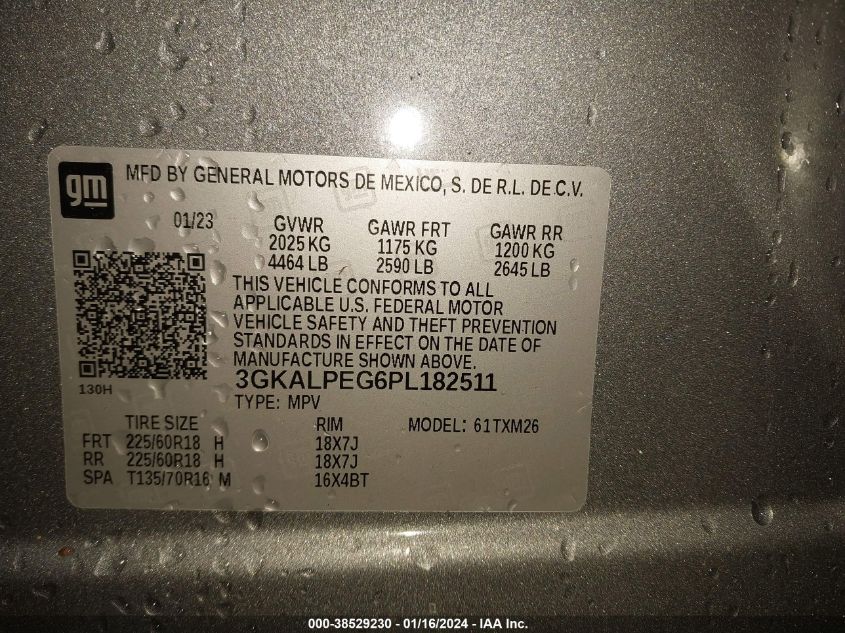 gm MFD BY GENERAL MOTORS DE MEXICO, S. DE R.L. DE C.V.
01/23 GVWR GAWR FRT GAWR RR
2025 KG 1175 KG 1200 KG
4464 LB 2590 LB 2645 LB
THIS VEHICLE CONFORMS TO ALL
APPLICABLE U.S. FEDERAL MOTOR
VEHICLE SAFETY AND THEFT PREVENTION
STANDARDS IN EFFECT ON THE DATE OF
MANUFACTURE SHOWN ABOVE.
3GKALPEG6PL182511
130H
TYPE: MPV
TIRE SIZE RIM MODEL: 61TXM26
FRT 225/60R18 H 18X7J
RR 225/60R18 H 18X7J
SPA T135/70R16 M 16X4BT
000-38529230 - 01/16/2024 - IAA Inc.